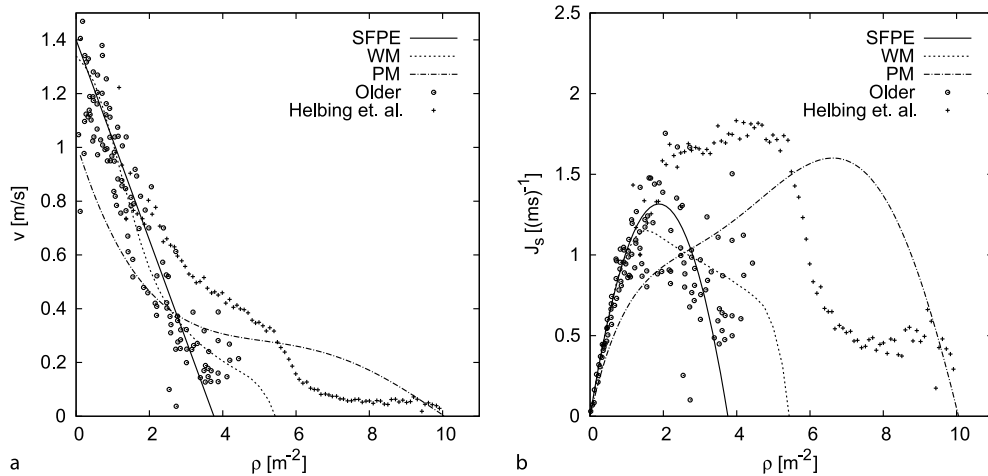 1.4
1.2
1
0.8
0.6
0.4
0.2
0
v [m/s]
0 2 4 6 8 10
ρ [m⁻²]
SFPE
WM
PM
Older
Helbing et. al.
a
2.5
2
1.5
1
0.5
0
Jₛ [(ms)⁻¹]
0 2 4 6 8 10
ρ [m⁻²]
SFPE
WM
PM
Older
Helbing et. al.
b